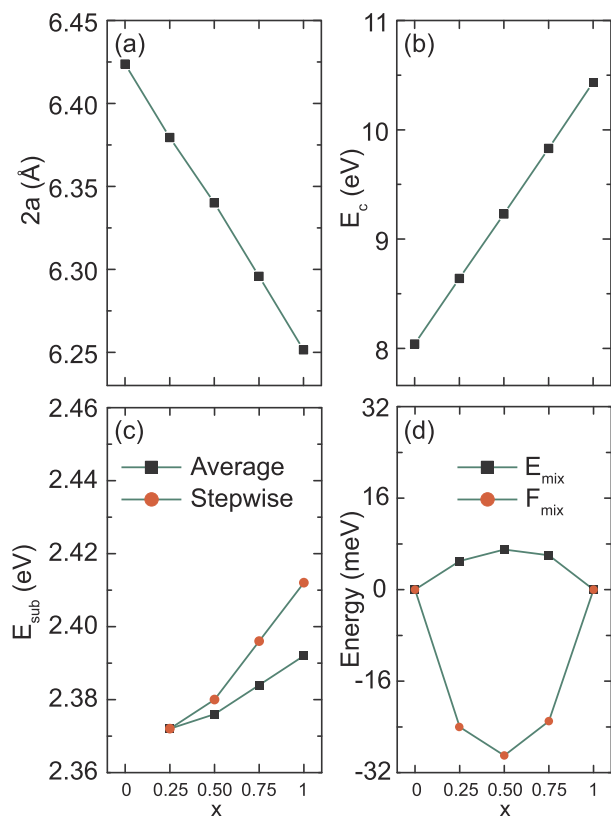 (a)
2a (Å)
6.45
6.40
6.35
6.30
6.25
(b)
E_c (eV)
11
10
9
8
(c)
Average
Stepwise
E_sub (eV)
2.46
2.44
2.42
2.40
2.38
2.36
0 0.25 0.50 0.75 1
x
(d)
E_mix
F_mix
Energy (meV)
32
16
0
-16
-32
0 0.25 0.50 0.75 1
x